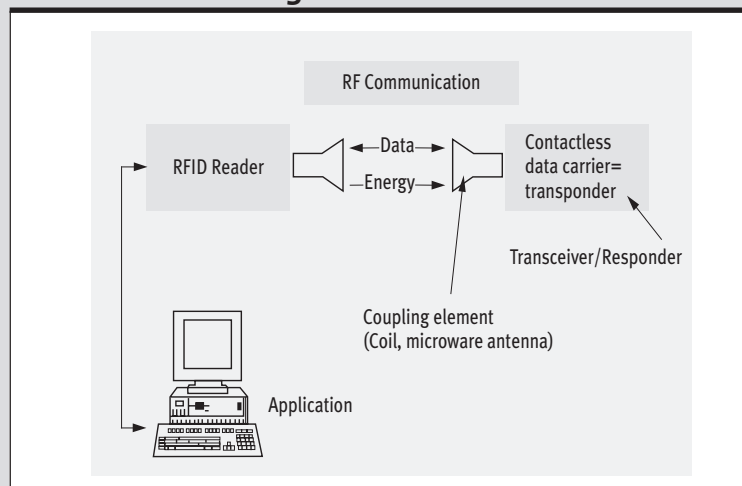 RF Communication
RFID Reader
Data
Energy
Contactless
data carrier=
transponder
Transceiver/Responder
Coupling element
(Coil, microware antenna)
Application